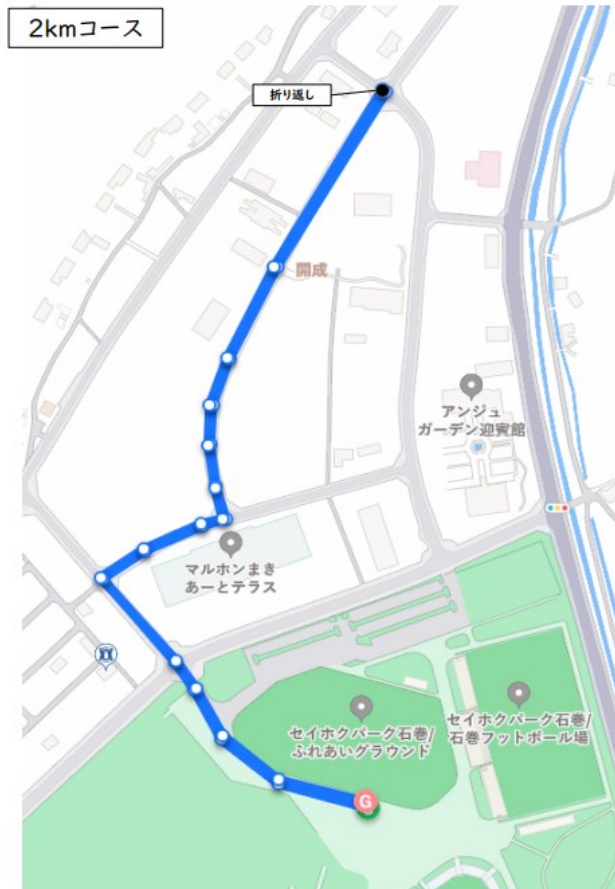 2kmコース
折り返し
開成
アンジュ
ガーデン迎賓館
マルホンまき
あーとテラス
セイホクパーク石巻/
ふれあいグラウンド
セイホクパーク石巻/
石巻フットボール場
G